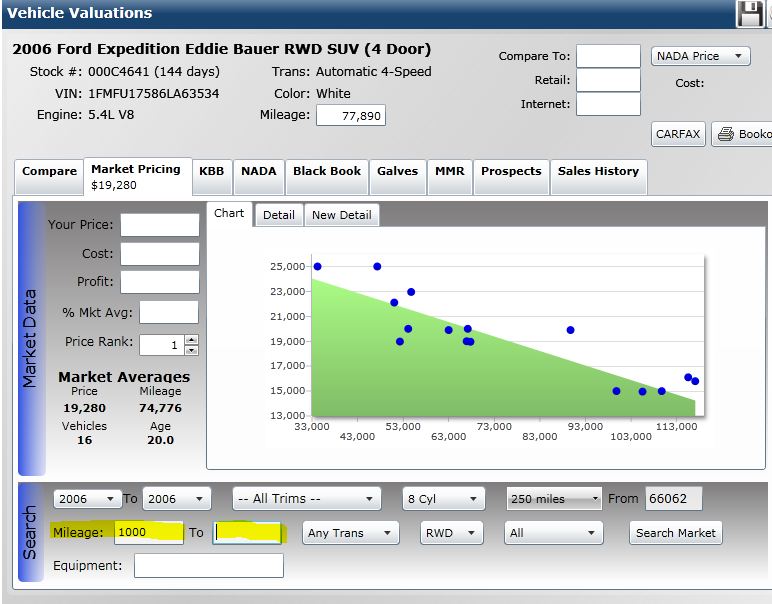 Vehicle Valuations
2006 Ford Expedition Eddie Bauer RWD SUV (4 Door)
Stock #: 000C4641 (144 days) Trans: Automatic 4-Speed
VIN: 1FMFU17586LA63534 Color: White
Engine: 5.4L V8 Mileage: 77,890
Compare To: NADA Price
Retail: Cost:
Internet:
CARFAX Booko
Compare Market Pricing KBB NADA Black Book Galves MMR Prospects Sales History
$19,280
Chart Detail New Detail
Market Data
Your Price:
Cost:
Profit:
% Mkt Avg:
Price Rank: 1
Market Averages
Price Mileage
19,280 74,776
Vehicles Age
16 20.0
25,000
23,000
21,000
19,000
17,000
15,000
13,000
33,000 53,000 73,000 93,000 113,000
43,000 63,000 83,000 103,000
Search
2006 To 2006 -- All Trims -- 8 Cyl 250 miles From 66062
Mileage: 1000 To Any Trans RWD All Search Market
Equipment: